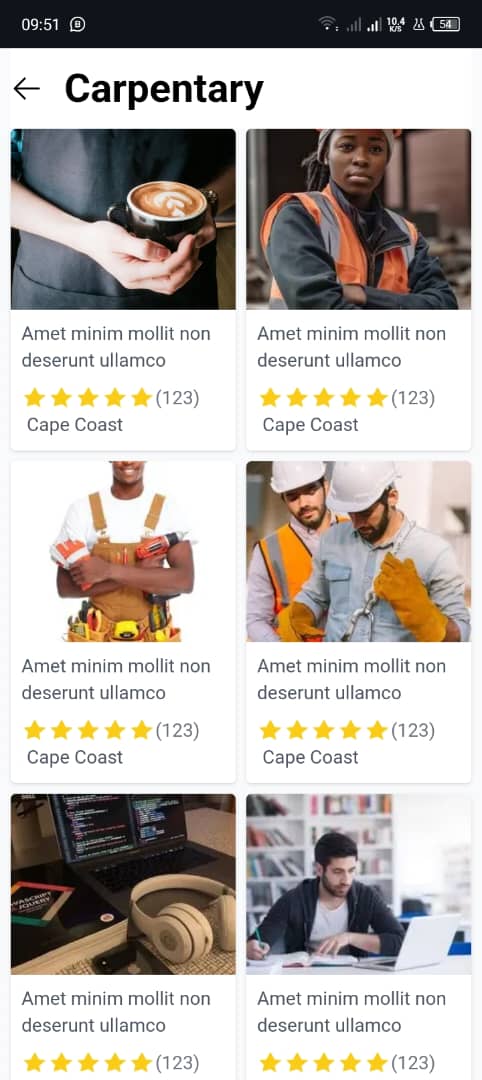 09:51
10.4
K/S
54
Carpentary
Amet minim mollit non
deserunt ullamco
(123)
Cape Coast
Amet minim mollit non
deserunt ullamco
(123)
Cape Coast
Amet minim mollit non
deserunt ullamco
(123)
Cape Coast
Amet minim mollit non
deserunt ullamco
(123)
Cape Coast
JQUERY
Amet minim mollit non
deserunt ullamco
(123)
Amet minim mollit non
deserunt ullamco
(123)